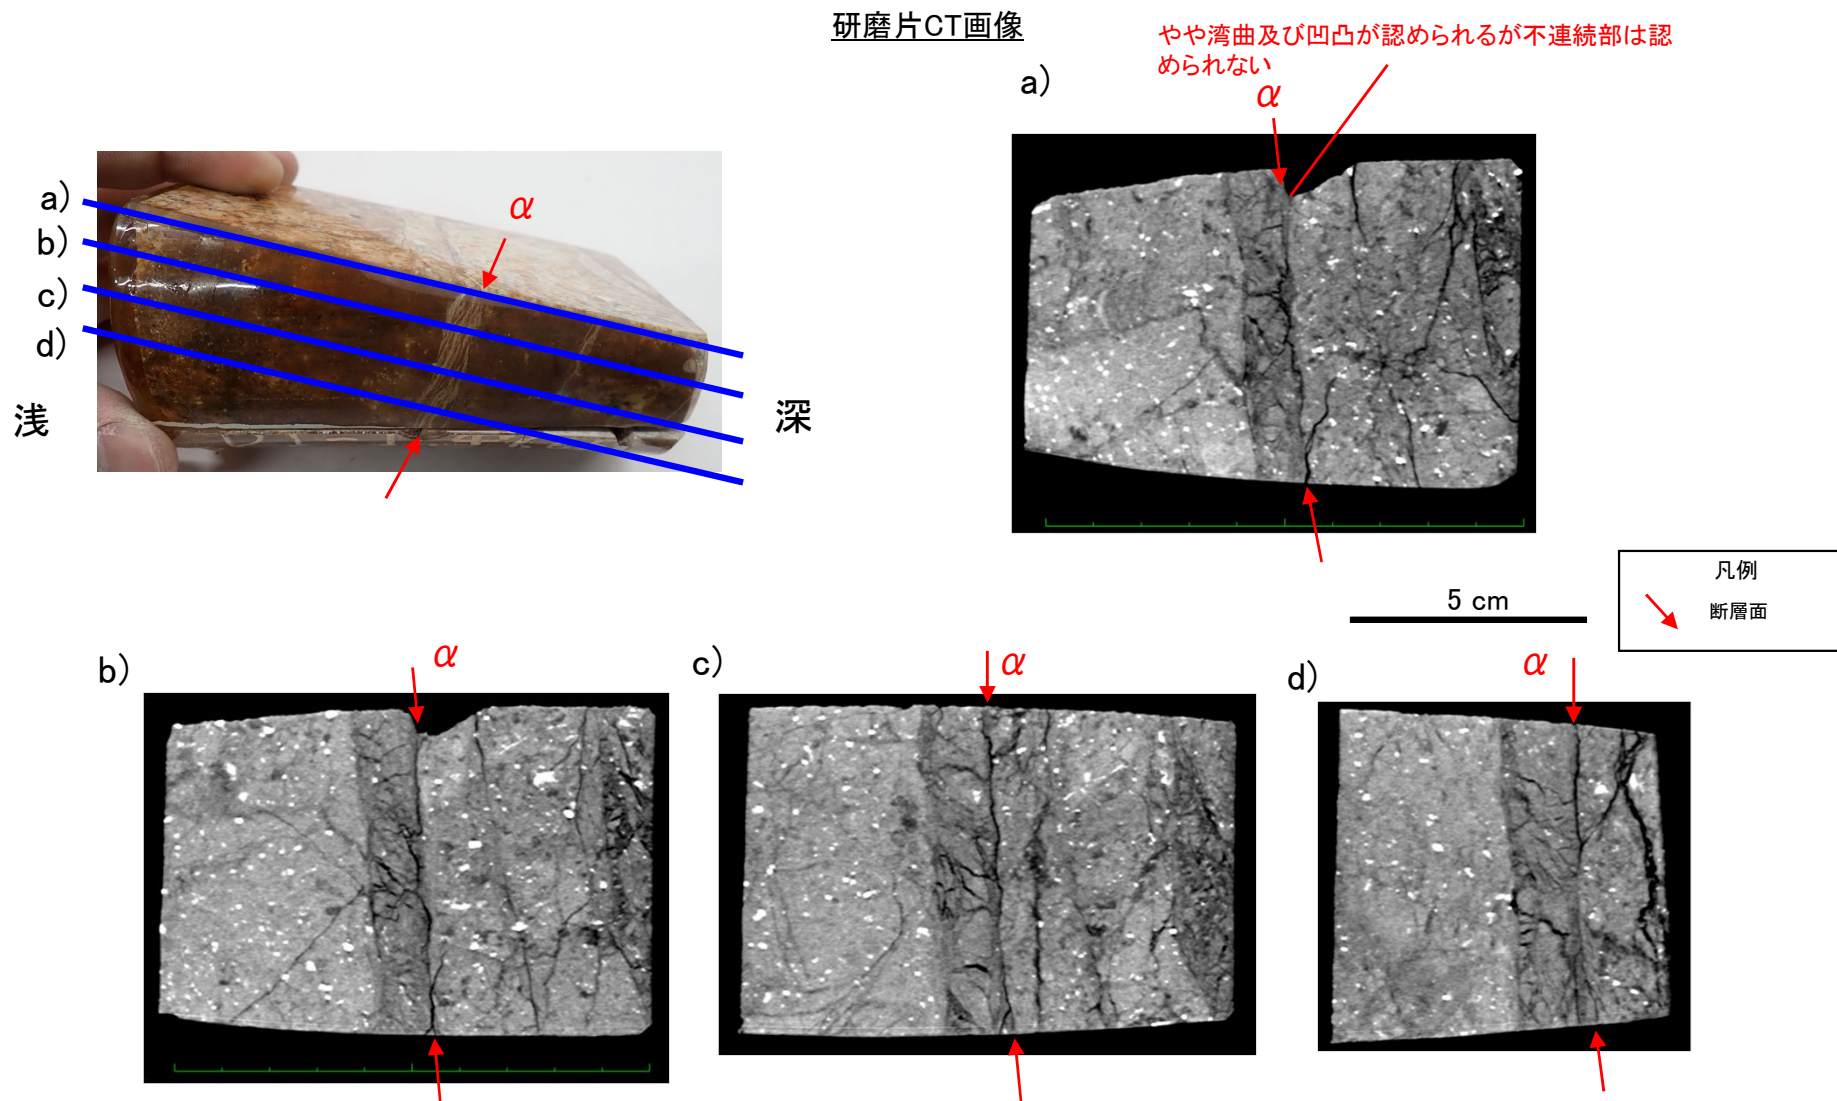 研磨片CT画像
やや湾曲及び凹凸が認められるが不連続部は認
められない
a)
α
a)
b)
c)
d)
α
浅
深
凡例
断層面
5 cm
b)
α
c)
α
d)
α